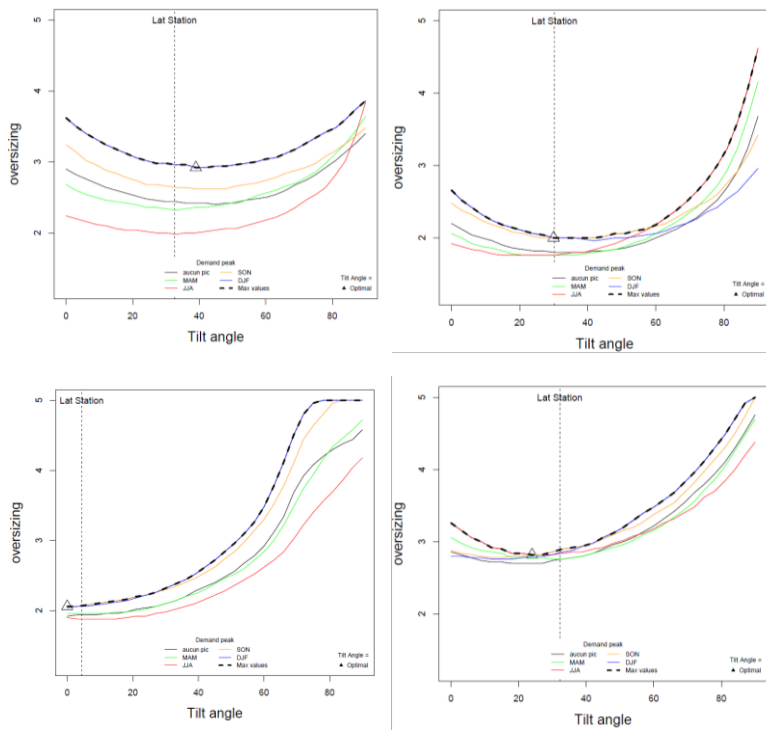 Lat Station
oversizing
5
4
3
2
Demand peak
aucun pic
MAM
JJA
SON
DJF
Max values
Tilt Angle =
Optimal
0 20 40 60 80
Tilt angle
Lat Station
oversizing
5
4
3
2
Demand peak
aucun pic
MAM
JJA
SON
DJF
Max values
Tilt Angle =
Optimal
0 20 40 60 80
Tilt angle
Lat Station
oversizing
5
4
3
2
Demand peak
aucun pic
MAM
JJA
SON
DJF
Max values
Tilt Angle =
Optimal
0 20 40 60 80
Tilt angle
Lat Station
oversizing
5
4
3
2
Demand peak
aucun pic
MAM
JJA
SON
DJF
Max values
Tilt Angle =
Optimal
0 20 40 60 80
Tilt angle